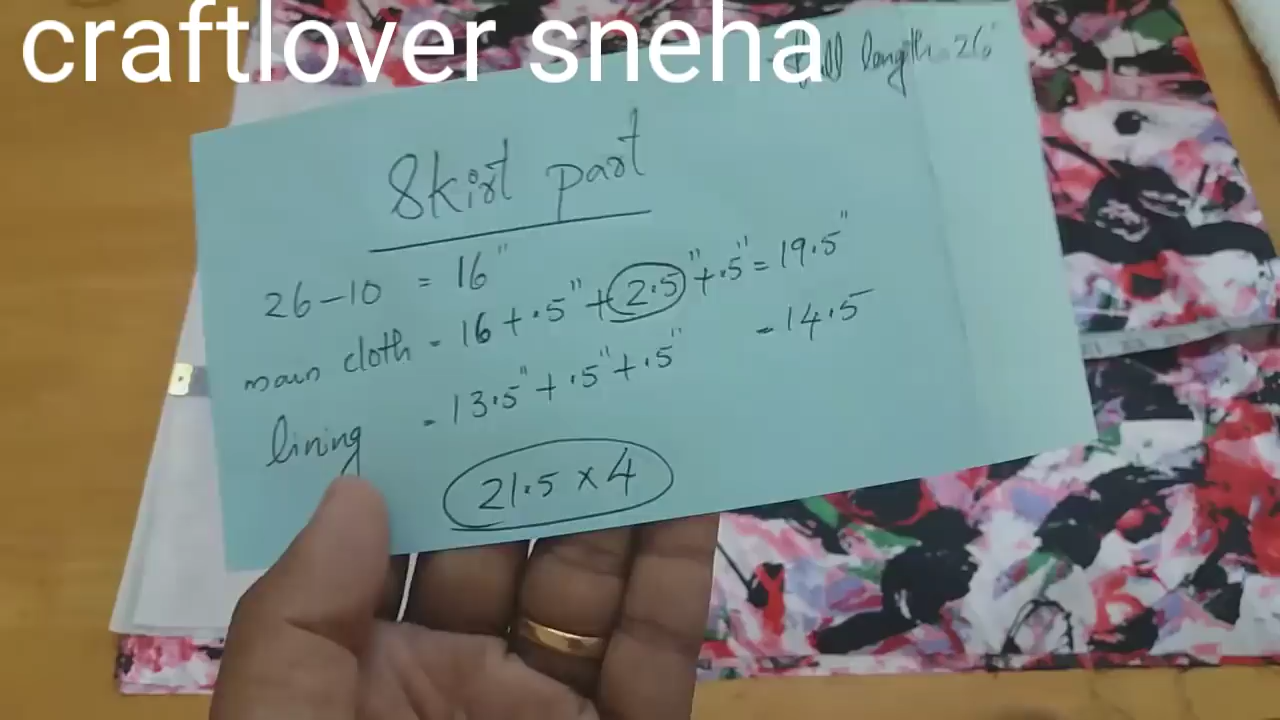 craftlover sneha
full length = 26"
Skirt part
26-10 = 16"
main cloth - 16 + .5" + 2.5" + .5" = 19.5"
lining - 13.5" + .5" + .5" = 14.5
21.5 x 4